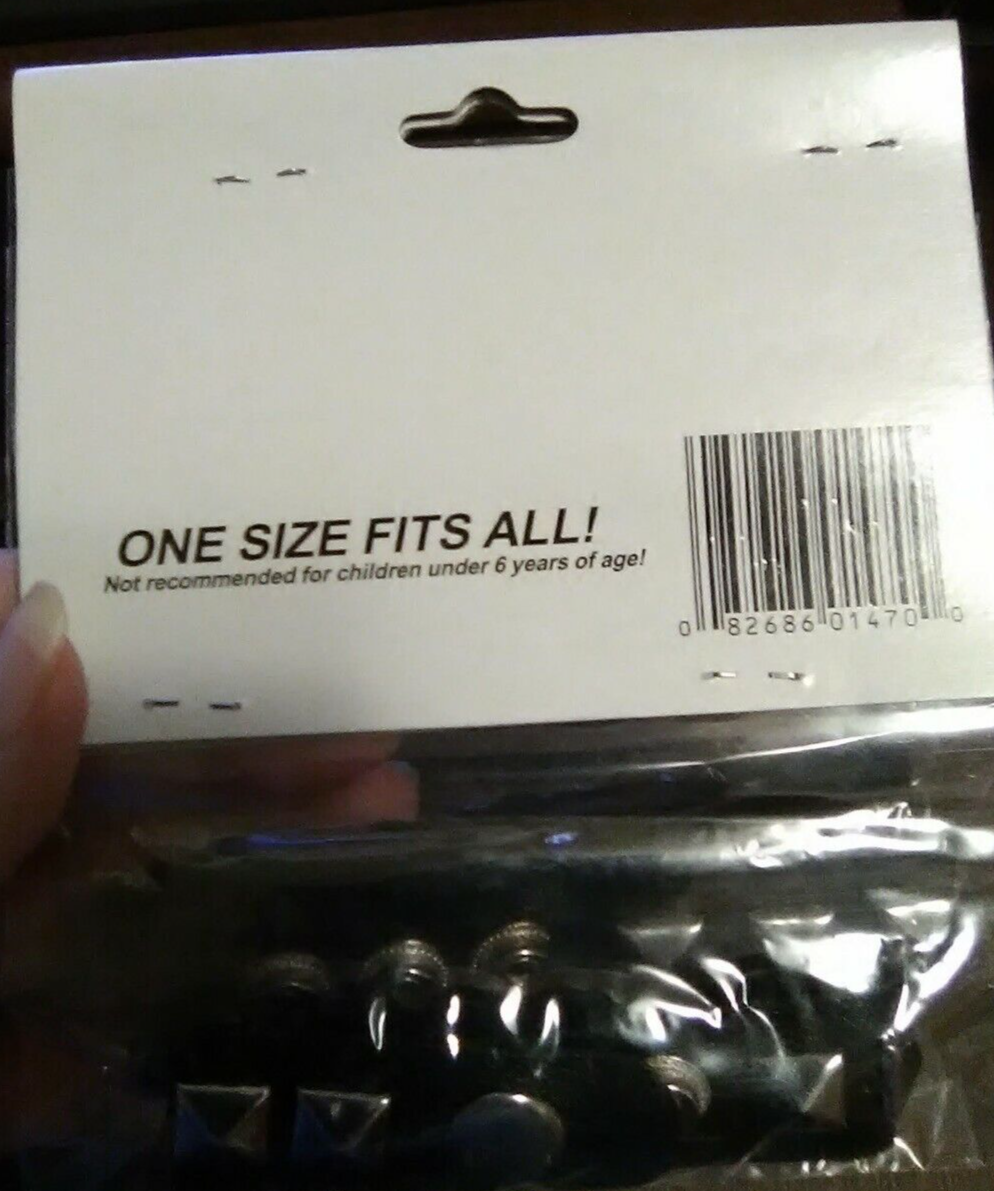 ONE SIZE FITS ALL!
Not recommended for children under 6 years of age!
0 82686 01470 0